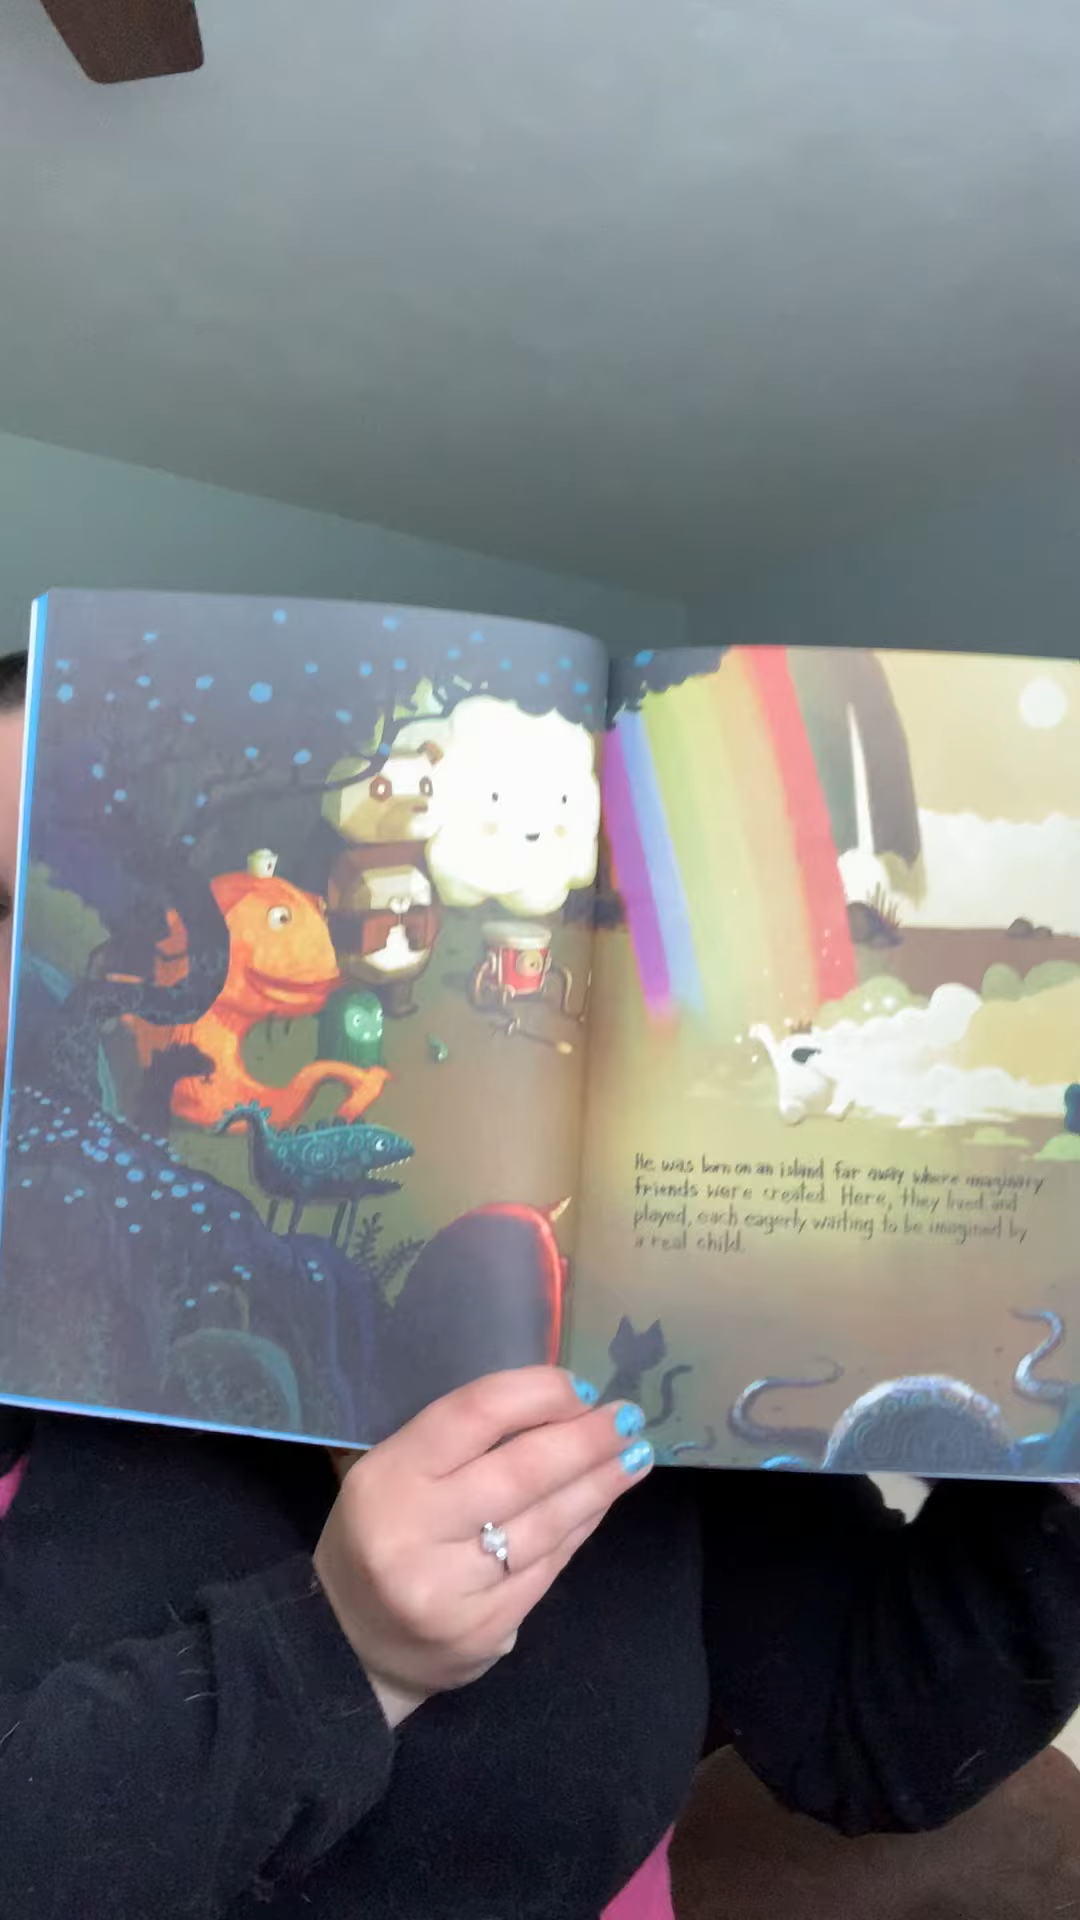 He was born on an island far away where imaginary
friends were created. Here, they lived and
played, each eagerly waiting to be imagined by
a real child.